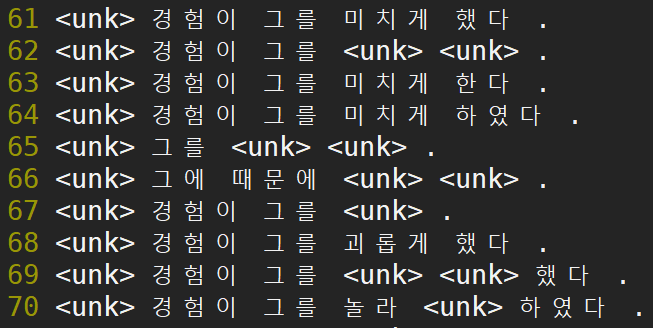 61 <unk> 경험이 그를 미치게 했다 .
62 <unk> 경험이 그를 <unk> <unk> .
63 <unk> 경험이 그를 미치게 한다 .
64 <unk> 경험이 그를 미치게 하였다 .
65 <unk> 그를 <unk> <unk> .
66 <unk> 그에 때문에 <unk> <unk> .
67 <unk> 경험이 그를 <unk> .
68 <unk> 경험이 그를 괴롭게 했다 .
69 <unk> 경험이 그를 <unk> <unk> 했다 .
70 <unk> 경험이 그를 놀라 <unk> 하였다 .